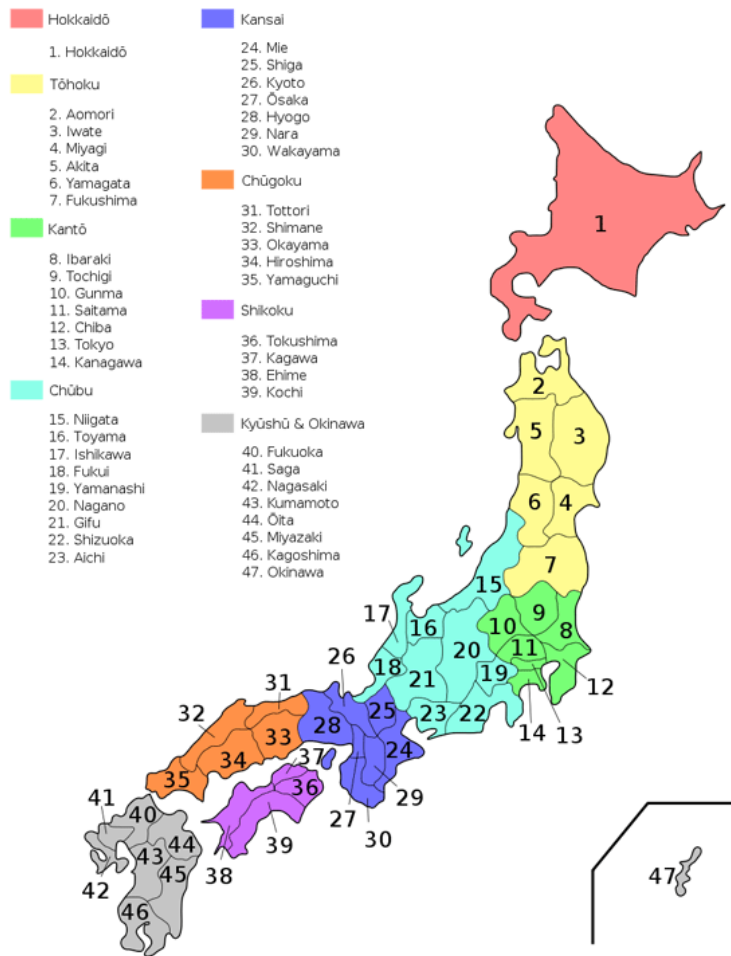 Hokkaidō
1. Hokkaidō
Tōhoku
2. Aomori
3. Iwate
4. Miyagi
5. Akita
6. Yamagata
7. Fukushima
Kantō
8. Ibaraki
9. Tochigi
10. Gunma
11. Saitama
12. Chiba
13. Tokyo
14. Kanagawa
Chūbu
15. Niigata
16. Toyama
17. Ishikawa
18. Fukui
19. Yamanashi
20. Nagano
21. Gifu
22. Shizuoka
23. Aichi
Kansai
24. Mie
25. Shiga
26. Kyoto
27. Ōsaka
28. Hyogo
29. Nara
30. Wakayama
Chūgoku
31. Tottori
32. Shimane
33. Okayama
34. Hiroshima
35. Yamaguchi
Shikoku
36. Tokushima
37. Kagawa
38. Ehime
39. Kochi
Kyūshū & Okinawa
40. Fukuoka
41. Saga
42. Nagasaki
43. Kumamoto
44. Ōita
45. Miyazaki
46. Kagoshima
47. Okinawa
1
2
5
3
6
4
7
15
9
10
8
17
16
11
20
18
21
19
12
26
31
25
32
28
23
22
14
13
33
24
34
37
35
36
29
41
40
27
30
44
39
43
42
45
38
46
47